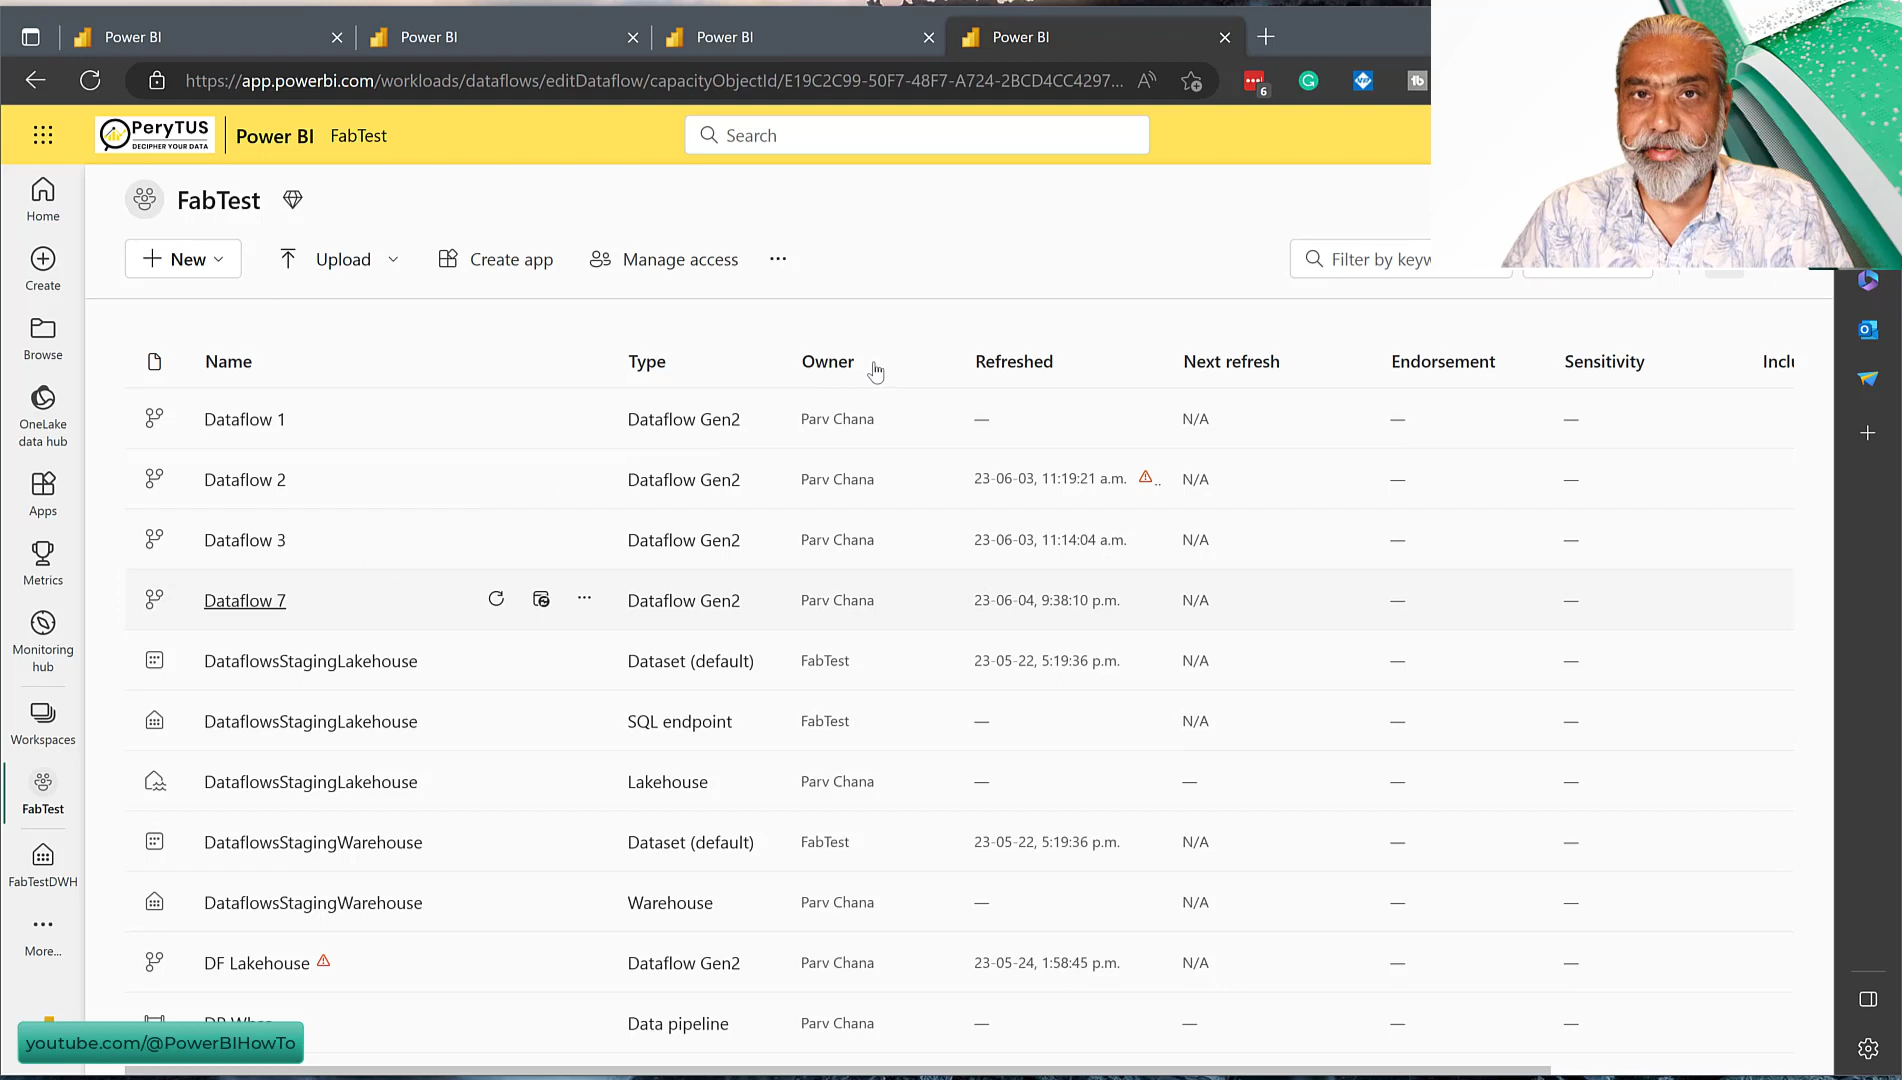 Power BI
Power BI
Power BI
Power BI
https://app.powerbi.com/workloads/dataflows/editDataflow/capacityObjectId/E19C2C99-50F7-48F7-A724-2BCD4CC4297...
6
1b
PeryTUS
DECIPHER YOUR DATA
Power BI FabTest
Search
FabTest
New Upload Create app Manage access ...
Filter by keyw
Home
Create
Browse
OneLake data hub
Apps
Metrics
Monitoring hub
Workspaces
FabTest
FabTestDWH
More...
Name Type Owner Refreshed Next refresh Endorsement Sensitivity Inclu
Dataflow 1 Dataflow Gen2 Parv Chana — N/A — —
Dataflow 2 Dataflow Gen2 Parv Chana 23-06-03, 11:19:21 a.m. N/A — —
Dataflow 3 Dataflow Gen2 Parv Chana 23-06-03, 11:14:04 a.m. N/A — —
Dataflow 7 ... Dataflow Gen2 Parv Chana 23-06-04, 9:38:10 p.m. N/A — —
DataflowsStagingLakehouse Dataset (default) FabTest 23-05-22, 5:19:36 p.m. N/A — —
DataflowsStagingLakehouse SQL endpoint FabTest — N/A — —
DataflowsStagingLakehouse Lakehouse Parv Chana — — — —
DataflowsStagingWarehouse Dataset (default) FabTest 23-05-22, 5:19:36 p.m. N/A — —
DataflowsStagingWarehouse Warehouse Parv Chana — N/A — —
DF Lakehouse Dataflow Gen2 Parv Chana 23-05-24, 1:58:45 p.m. N/A — —
Data pipeline Parv Chana — — — —
youtube.com/@PowerBIHowTo